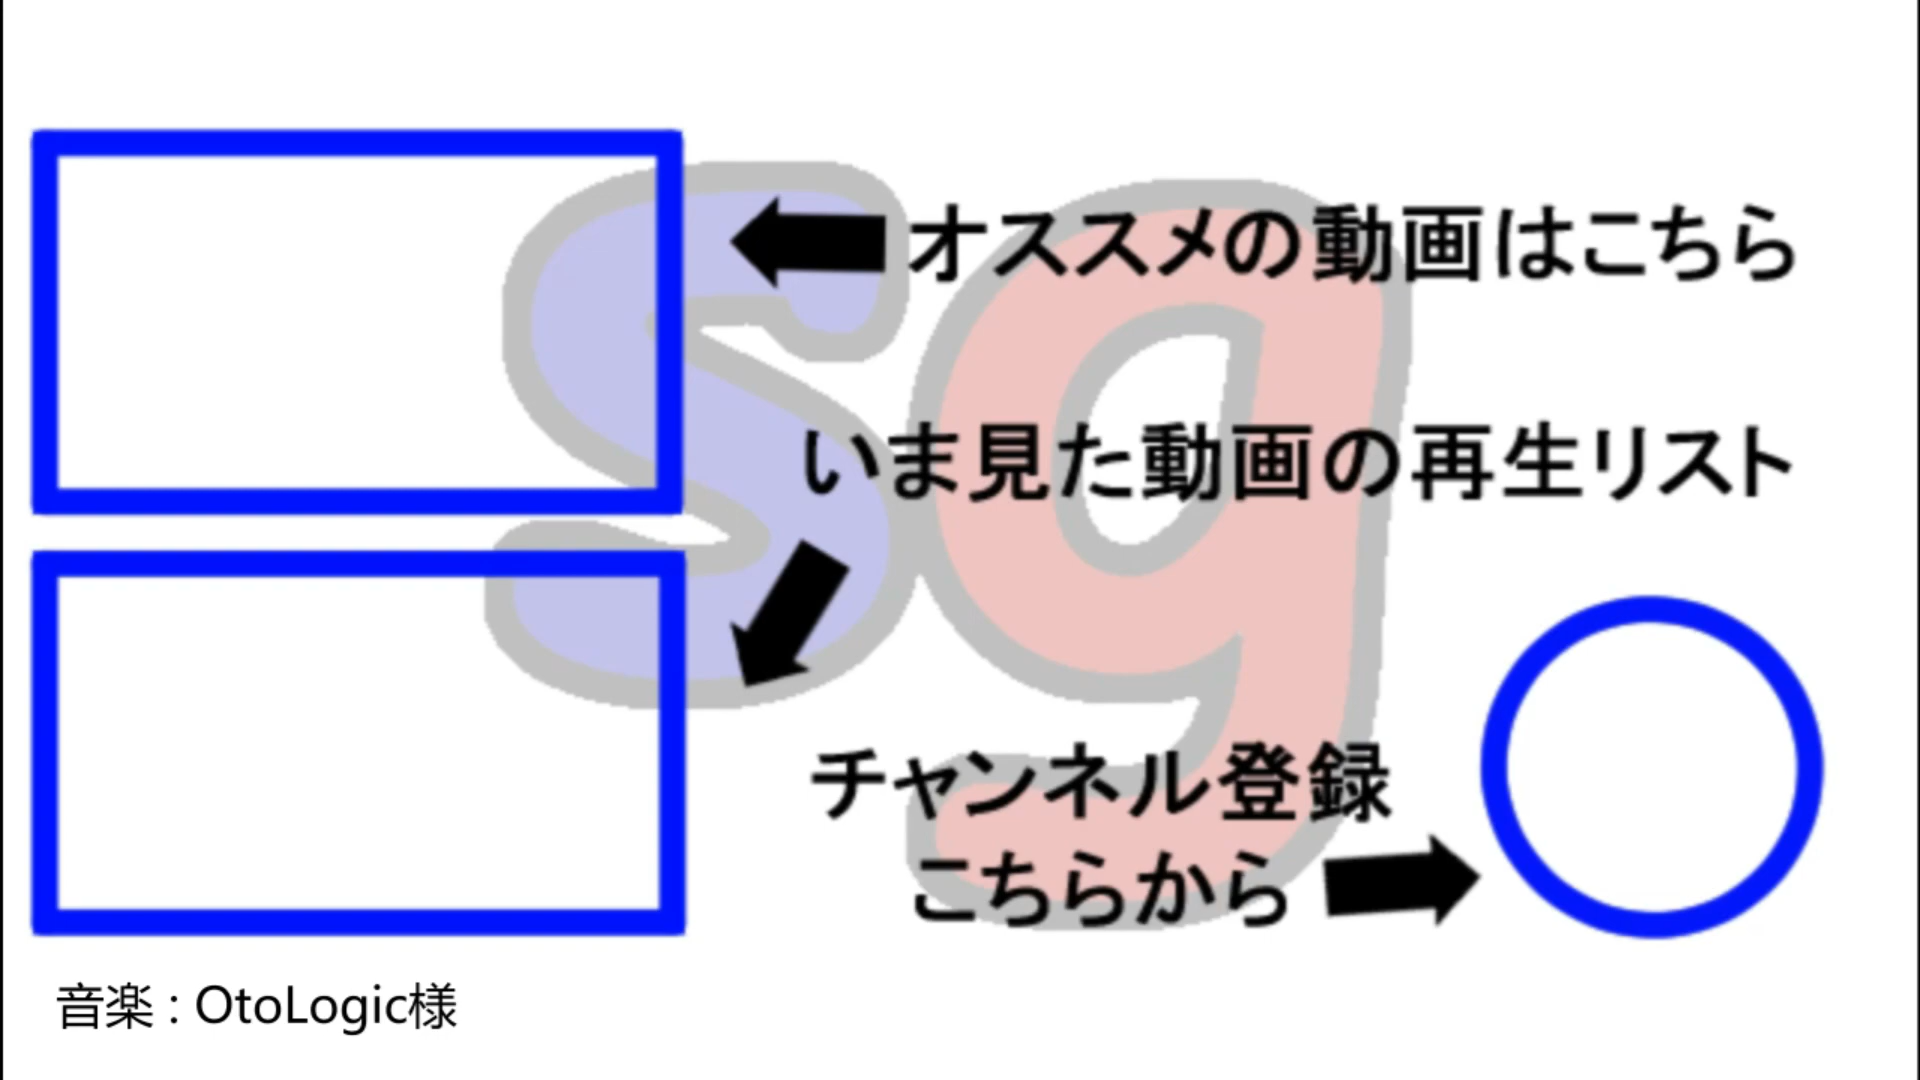 sg
オススメの動画はこちら
いま見た動画の再生リスト
チャンネル登録
こちらから
音楽 : OtoLogic様